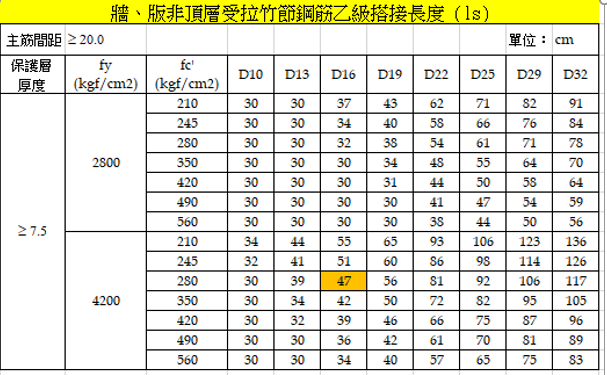 牆、版非頂層受拉竹節鋼筋乙級搭接長度（ls）
主筋間距 ≥ 20.0 單位： cm
保護層厚度 fy (kgf/cm2) fc' (kgf/cm2) D10 D13 D16 D19 D22 D25 D29 D32
≥ 7.5
2800
210 30 30 37 43 62 71 82 91
245 30 30 34 40 58 66 76 84
280 30 30 32 38 54 61 71 78
350 30 30 30 34 48 55 64 70
420 30 30 30 31 44 50 58 64
490 30 30 30 30 41 47 54 59
560 30 30 30 30 38 44 50 56
4200
210 34 44 55 65 93 106 123 136
245 32 41 51 60 86 98 114 126
280 30 39 47 56 81 92 106 117
350 30 34 42 50 72 82 95 105
420 30 32 39 46 66 75 87 96
490 30 30 36 42 61 70 81 89
560 30 30 34 40 57 65 75 83